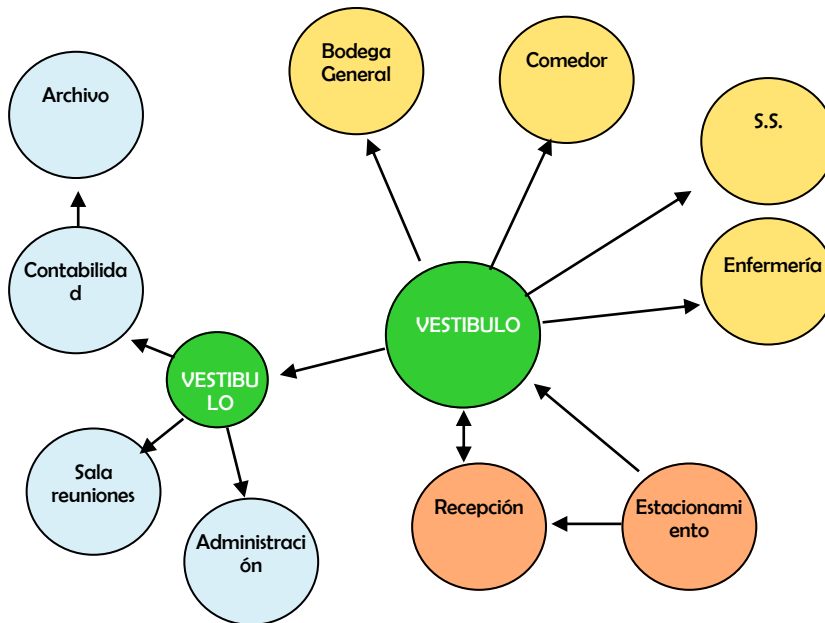 Bodega
General
Comedor
Archivo
S.S.
Contabilida
d
Enfermería
VESTIBULO
VESTIBU
LO
Sala
reuniones
Administraci
ón
Recepción
Estacionami
ento